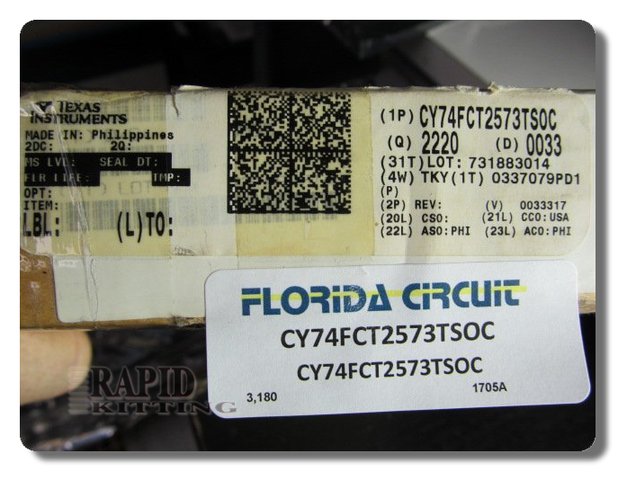 TEXAS
INSTRUMENTS
MADE IN: Philippines
2DC: 2Q:
MS LVL: SEAL DT:
FLR LIFE: TMP:
OPT:
ITEM:
LBL: (L)TO:
(1P) CY74FCT2573TSOC
(Q) 2220 (D) 0033
(31T) LOT: 731883014
(4W) TKY (1T) 0337079PD1
(P)
(2P) REV: (V) 0033317
(20L) CSO: (21L) CCO: USA
(22L) ASO: PHI (23L) ACO: PHI
FLORIDA CIRCUIT
CY74FCT2573TSOC
CY74FCT2573TSOC
3,180 1705A
RAPID
KITTING